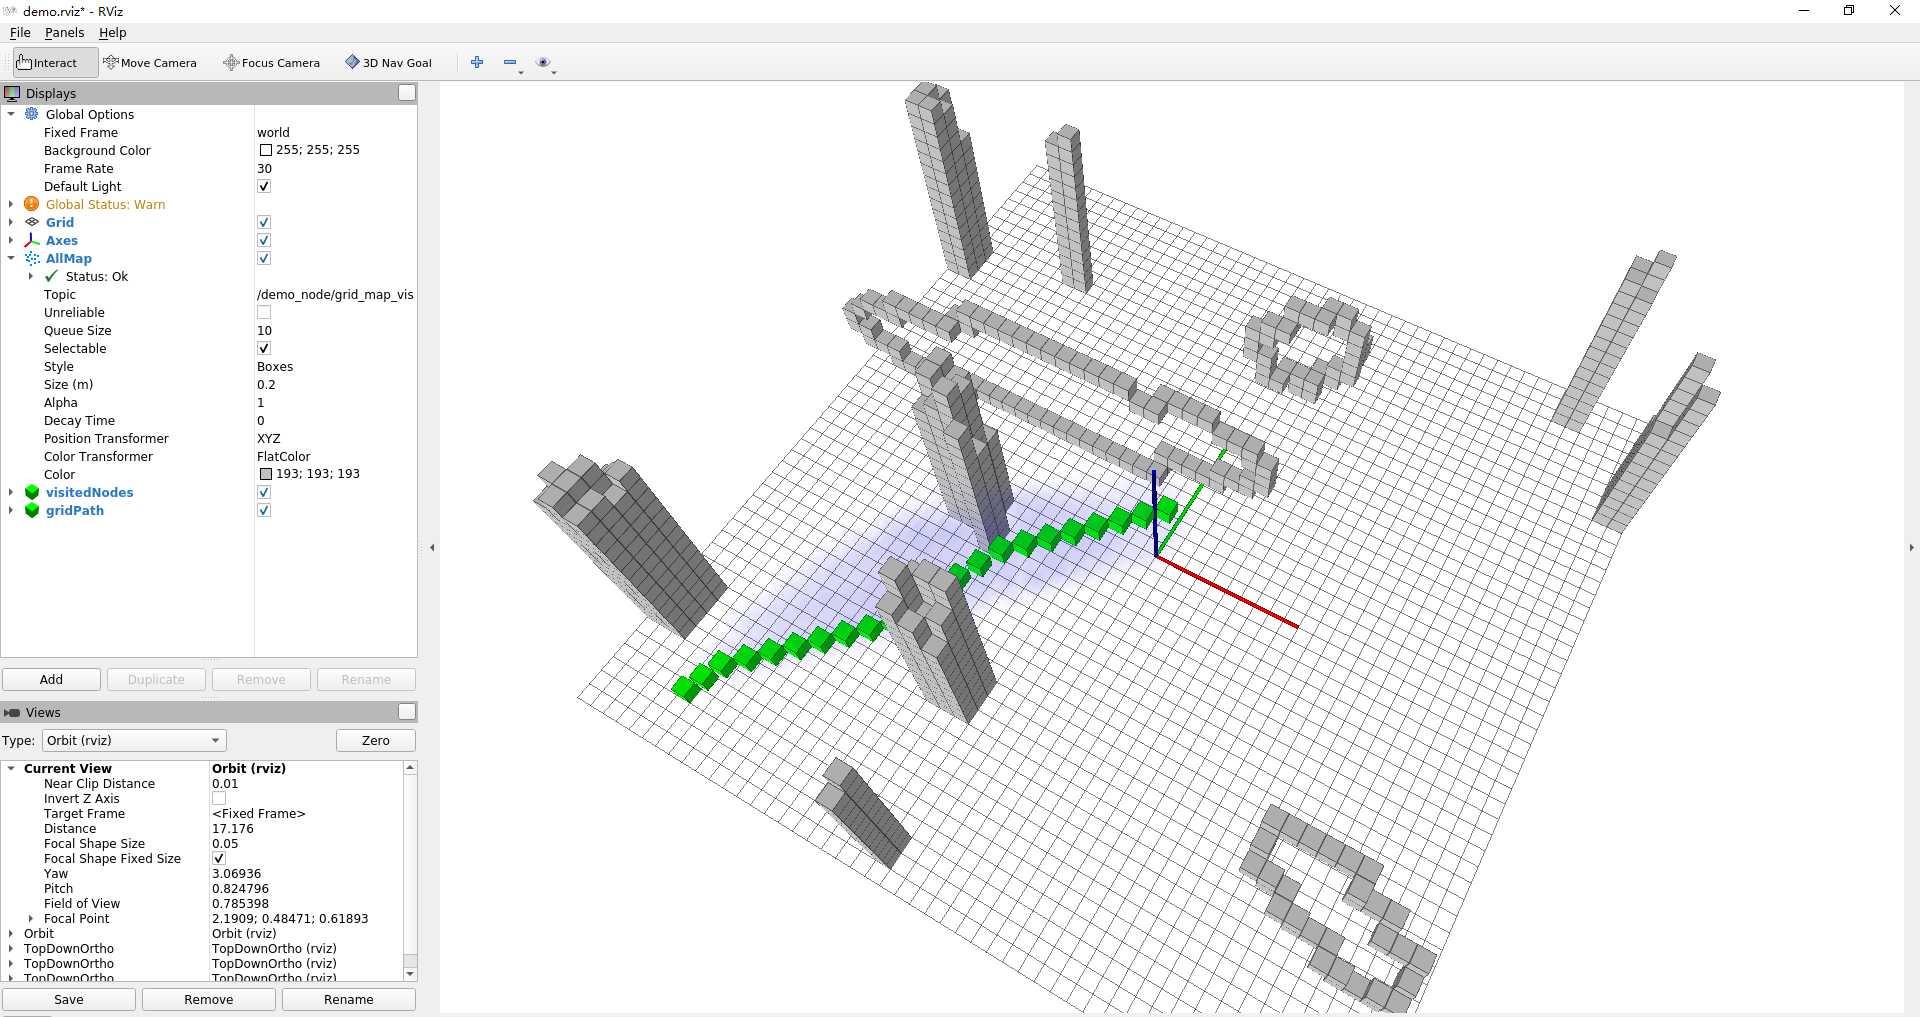 demo.rviz* - RViz
File Panels Help
Interact Move Camera Focus Camera 3D Nav Goal
Displays
Global Options
Fixed Frame world
Background Color 255; 255; 255
Frame Rate 30
Default Light
Global Status: Warn
Grid
Axes
AllMap
Status: Ok
Topic /demo_node/grid_map_vis
Unreliable
Queue Size 10
Selectable
Style Boxes
Size (m) 0.2
Alpha 1
Decay Time 0
Position Transformer XYZ
Color Transformer FlatColor
Color 193; 193; 193
visitedNodes
gridPath
Add Duplicate Remove Rename
Views
Type: Orbit (rviz) Zero
Current View Orbit (rviz)
Near Clip Distance 0.01
Invert Z Axis
Target Frame <Fixed Frame>
Distance 17.176
Focal Shape Size 0.05
Focal Shape Fixed Size
Yaw 3.06936
Pitch 0.824796
Field of View 0.785398
Focal Point 2.1909; 0.48471; 0.61893
Orbit Orbit (rviz)
TopDownOrtho TopDownOrtho (rviz)
TopDownOrtho TopDownOrtho (rviz)
TopDownOrtho TopDownOrtho (rviz)
Save Remove Rename